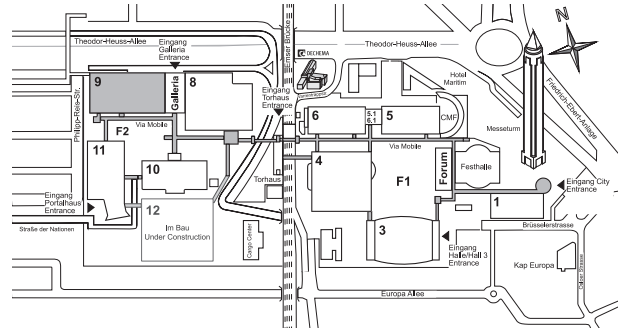 Eingang
Galleria
Entrance
Theodor-Heuss-Allee
Emser Brücke
DECHEMA
Theodor-Heuss-Allee
N
Philipp-Reis-Str.
9
Galleria
8
Eingang
Torhaus
Entrance
Hotel
Maritim
Friedrich-Ebert-Anlage
6
5.1
6.1
5
CMF
Messeturm
F2
Via Mobile
Via Mobile
11
10
4
F1
Forum
Festhalle
Torhaus
Eingang
Portalhaus
Entrance
12
Im Bau
Under Construction
1
Eingang City
Entrance
Straße der Nationen
Cargo Center
3
Brüsselerstrasse
Eingang
Halle/Hall 3
Entrance
Kap Europa
Europa Allee